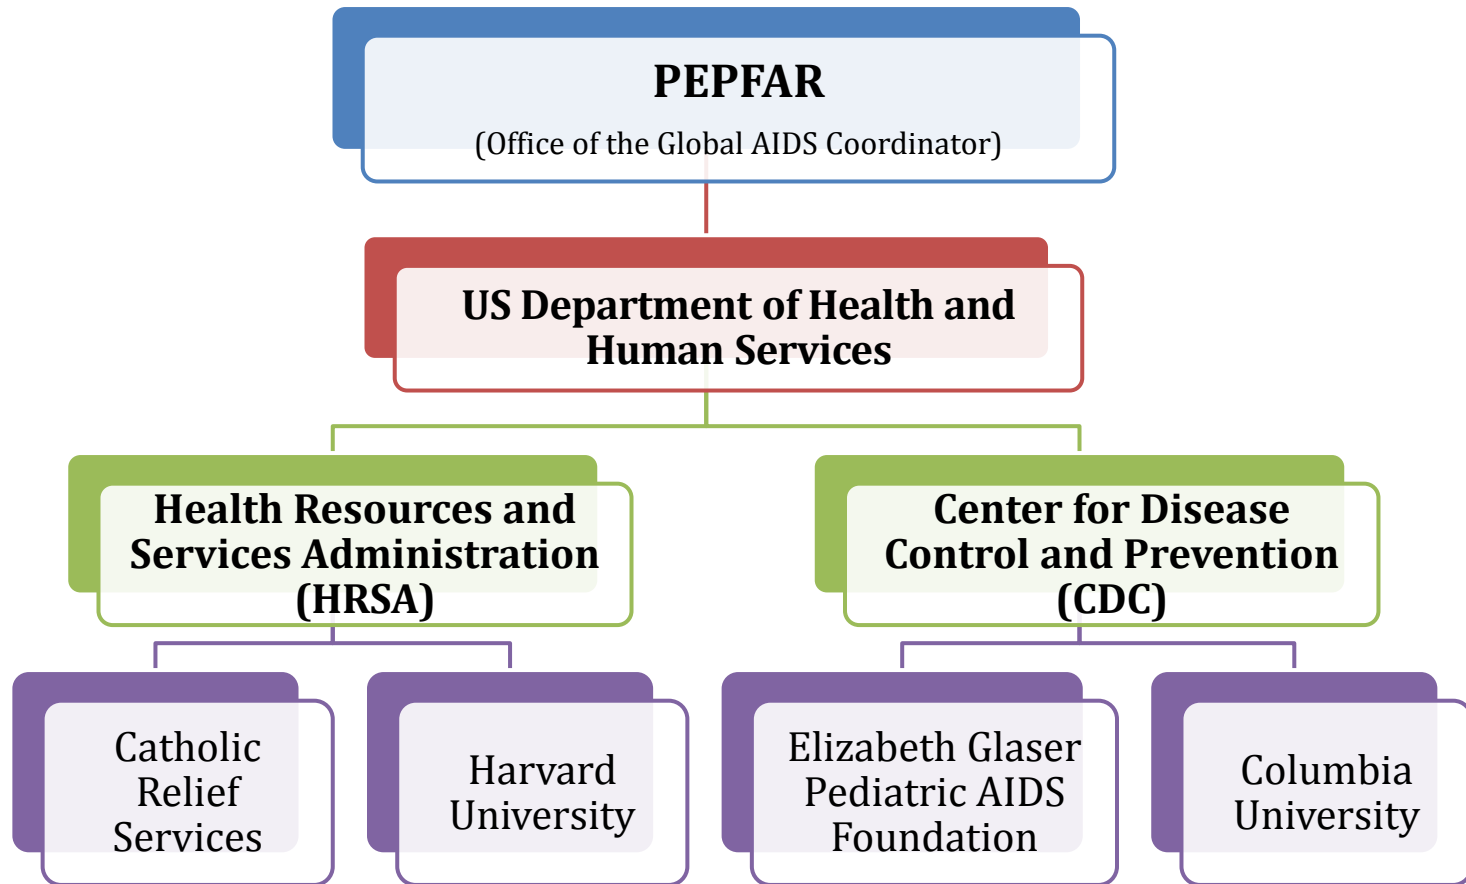 PEPFAR
(Office of the Global AIDS Coordinator)
US Department of Health and
Human Services
Health Resources and
Services Administration
(HRSA)
Center for Disease
Control and Prevention
(CDC)
Catholic
Relief
Services
Harvard
University
Elizabeth Glaser
Pediatric AIDS
Foundation
Columbia
University